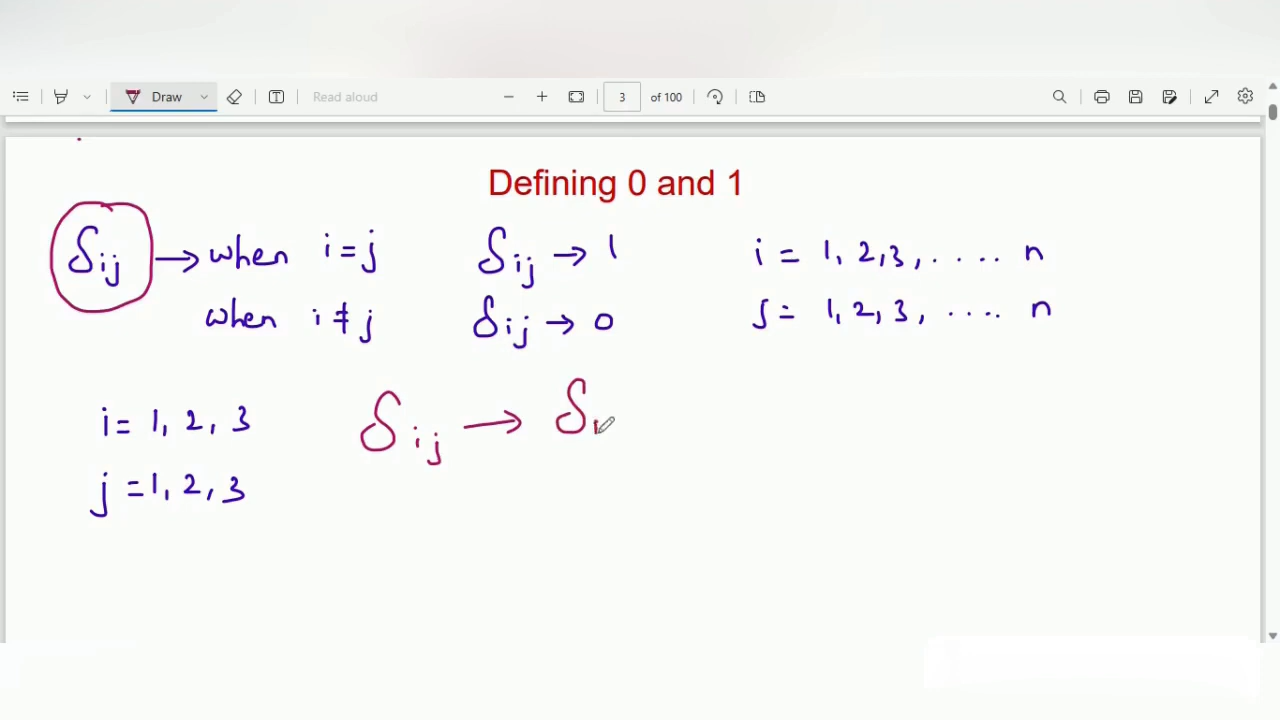 Draw Read aloud 3 of 100
Defining 0 and 1
δij → when i = j δij → 1 i = 1, 2, 3, . . . . n
when i ≠ j δij → 0 j = 1, 2, 3, . . . . n
i = 1, 2, 3 δij → δ
j = 1, 2, 3